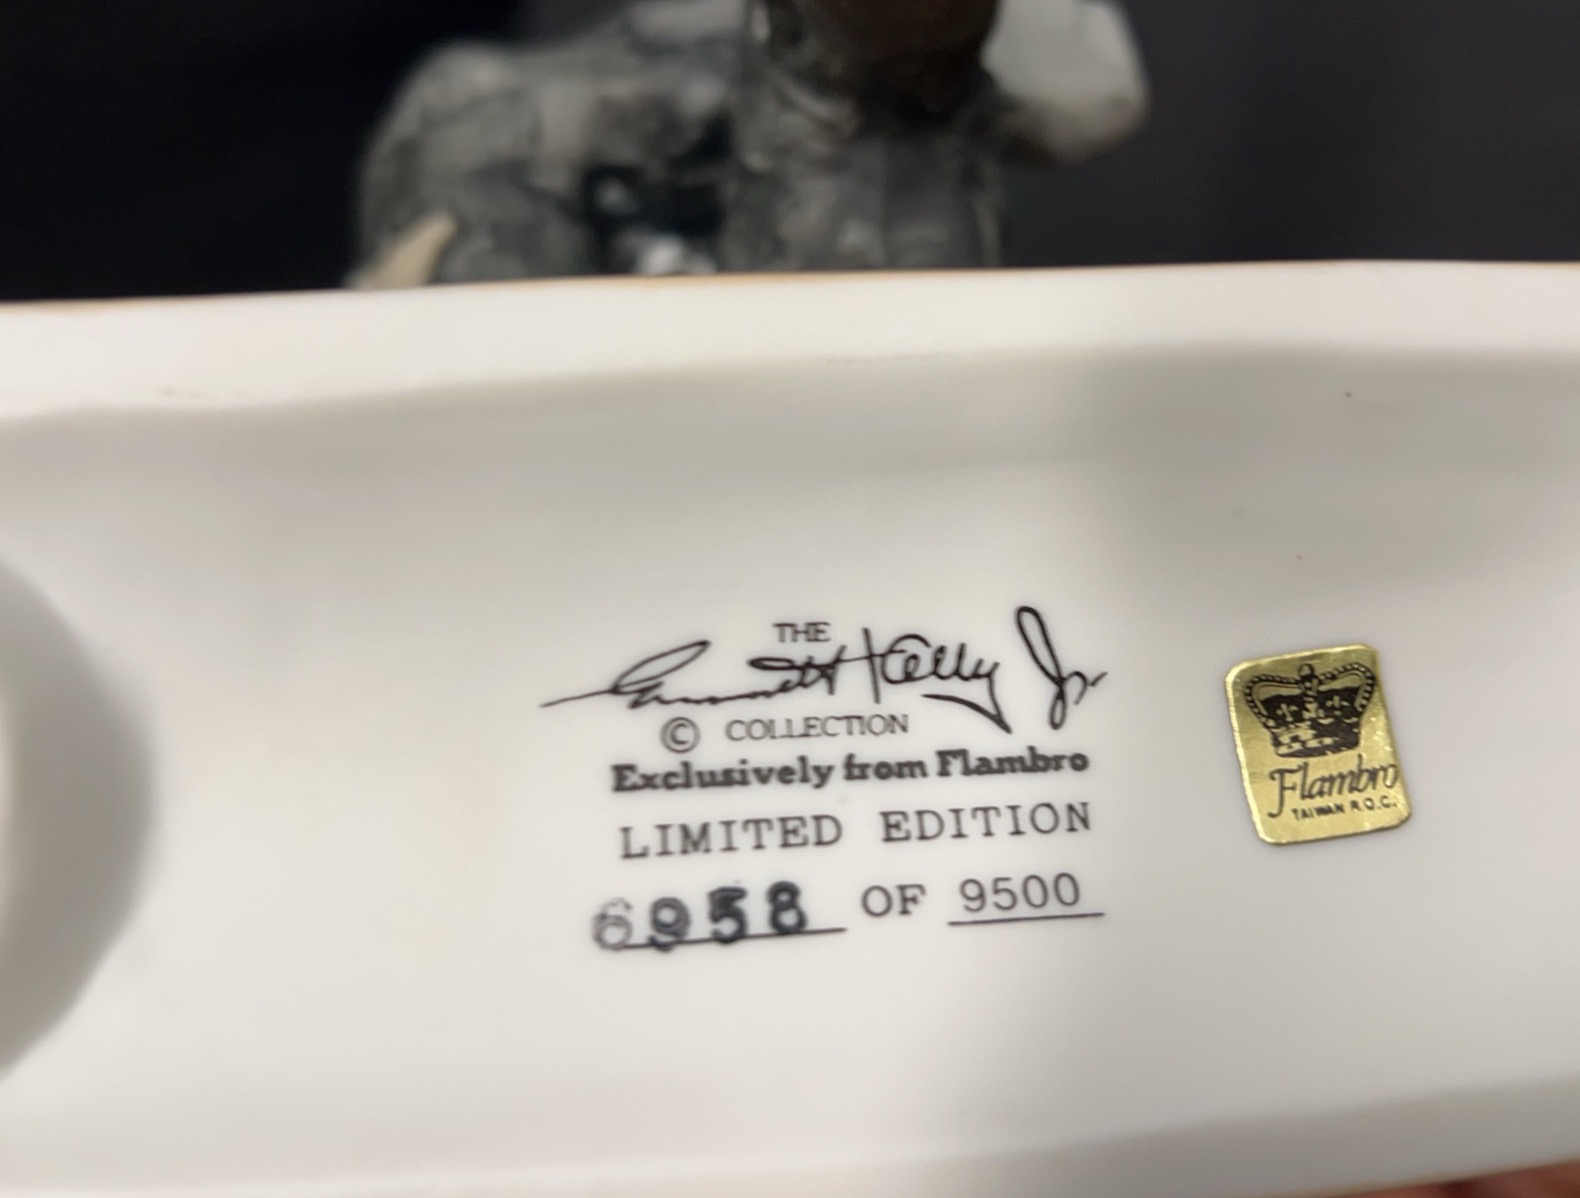 THE
Emmett Kelly Jr.
© COLLECTION
Exclusively from Flambro
LIMITED EDITION
6958 OF 9500
Flambro
TAIWAN R.O.C.